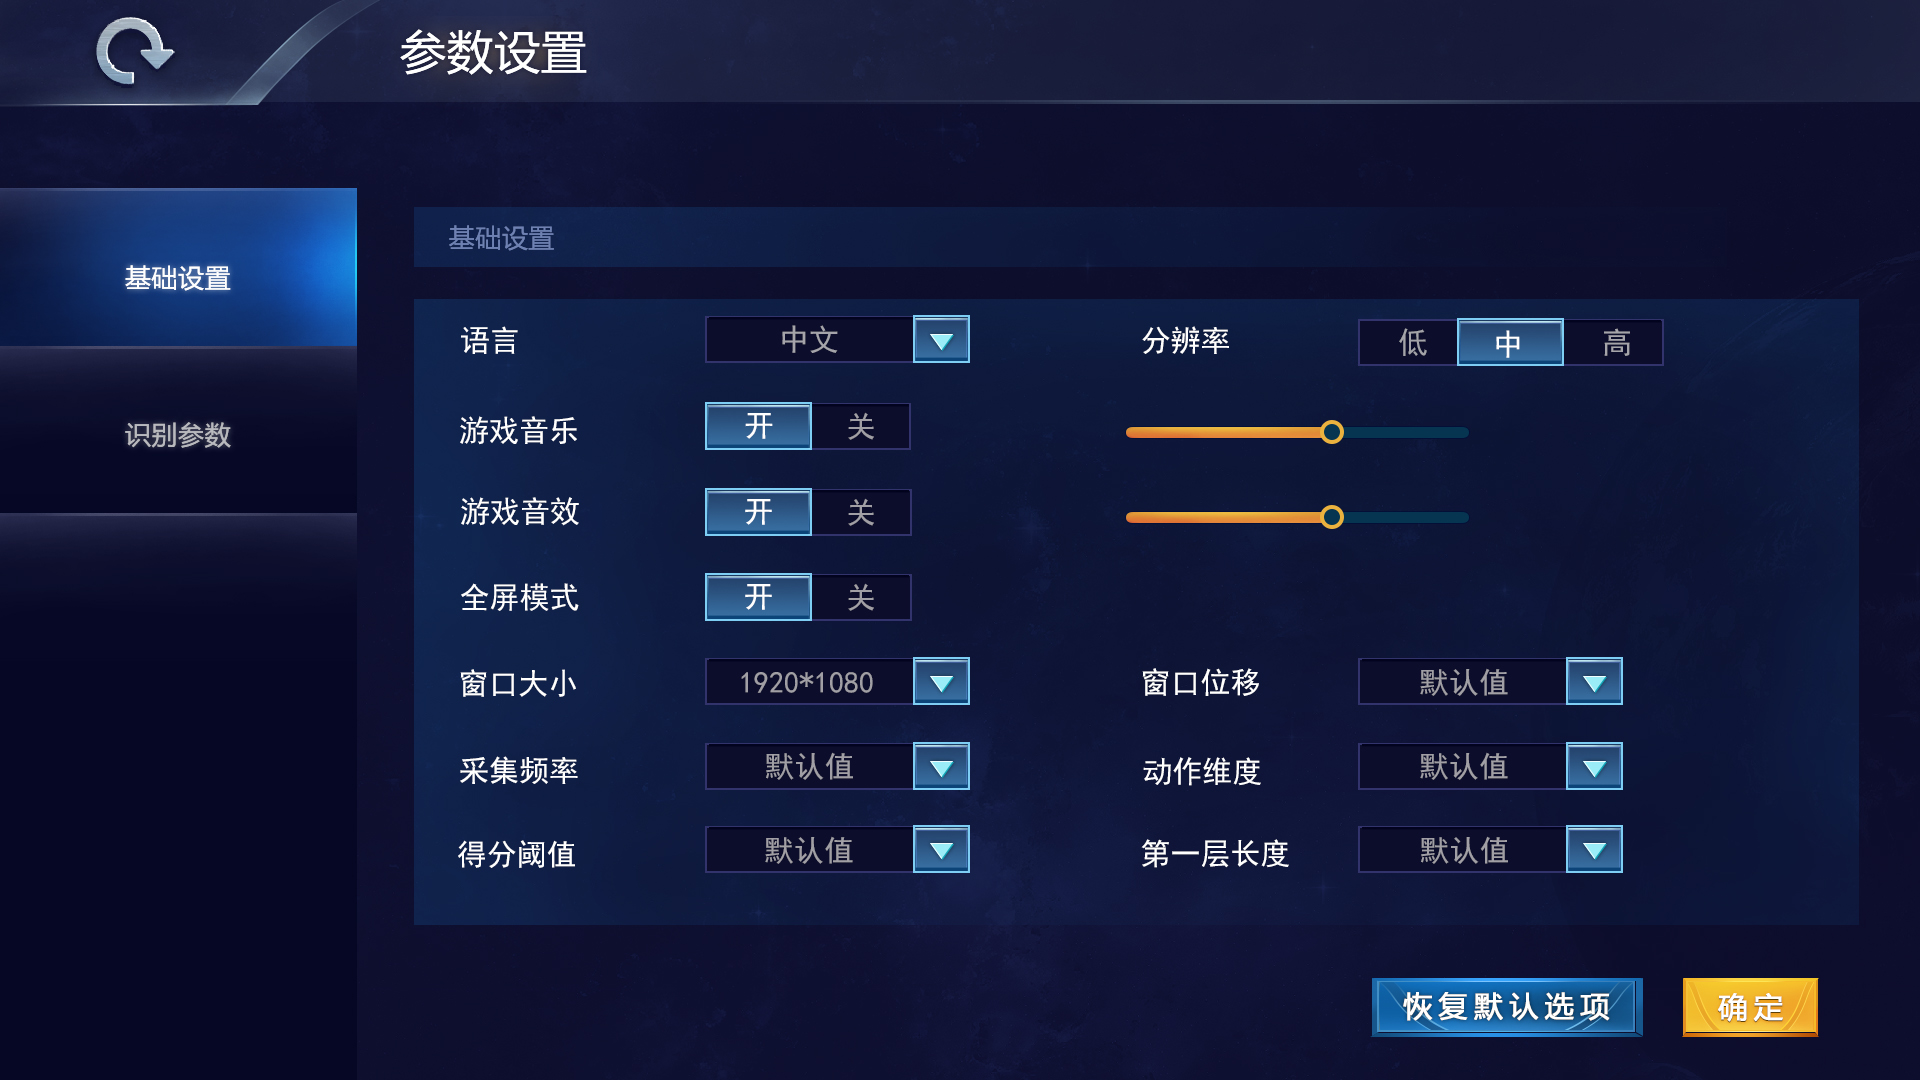 参数设置
基础设置
识别参数
基础设置
语言 中文 分辨率 低 中 高
游戏音乐 开 关
游戏音效 开 关
全屏模式 开 关
窗口大小 1920*1080 窗口位移 默认值
采集频率 默认值 动作维度 默认值
得分阈值 默认值 第一层长度 默认值
恢复默认选项 确定